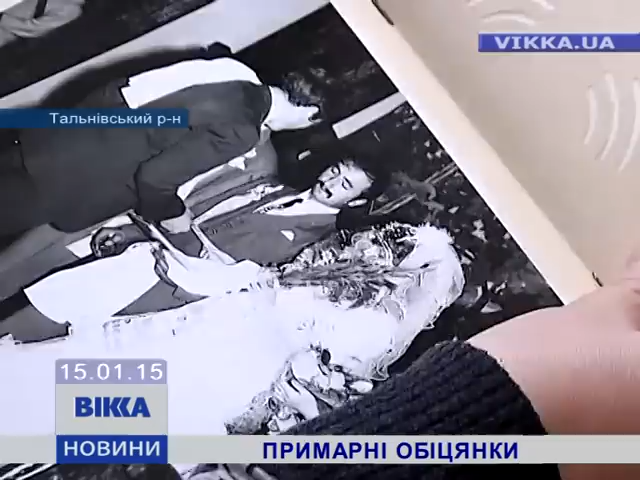 VIKKA.UA
Тальнівський р-н
15.01.15
ВІККА
НОВИНИ
ПРИМАРНІ ОБІЦЯНКИ